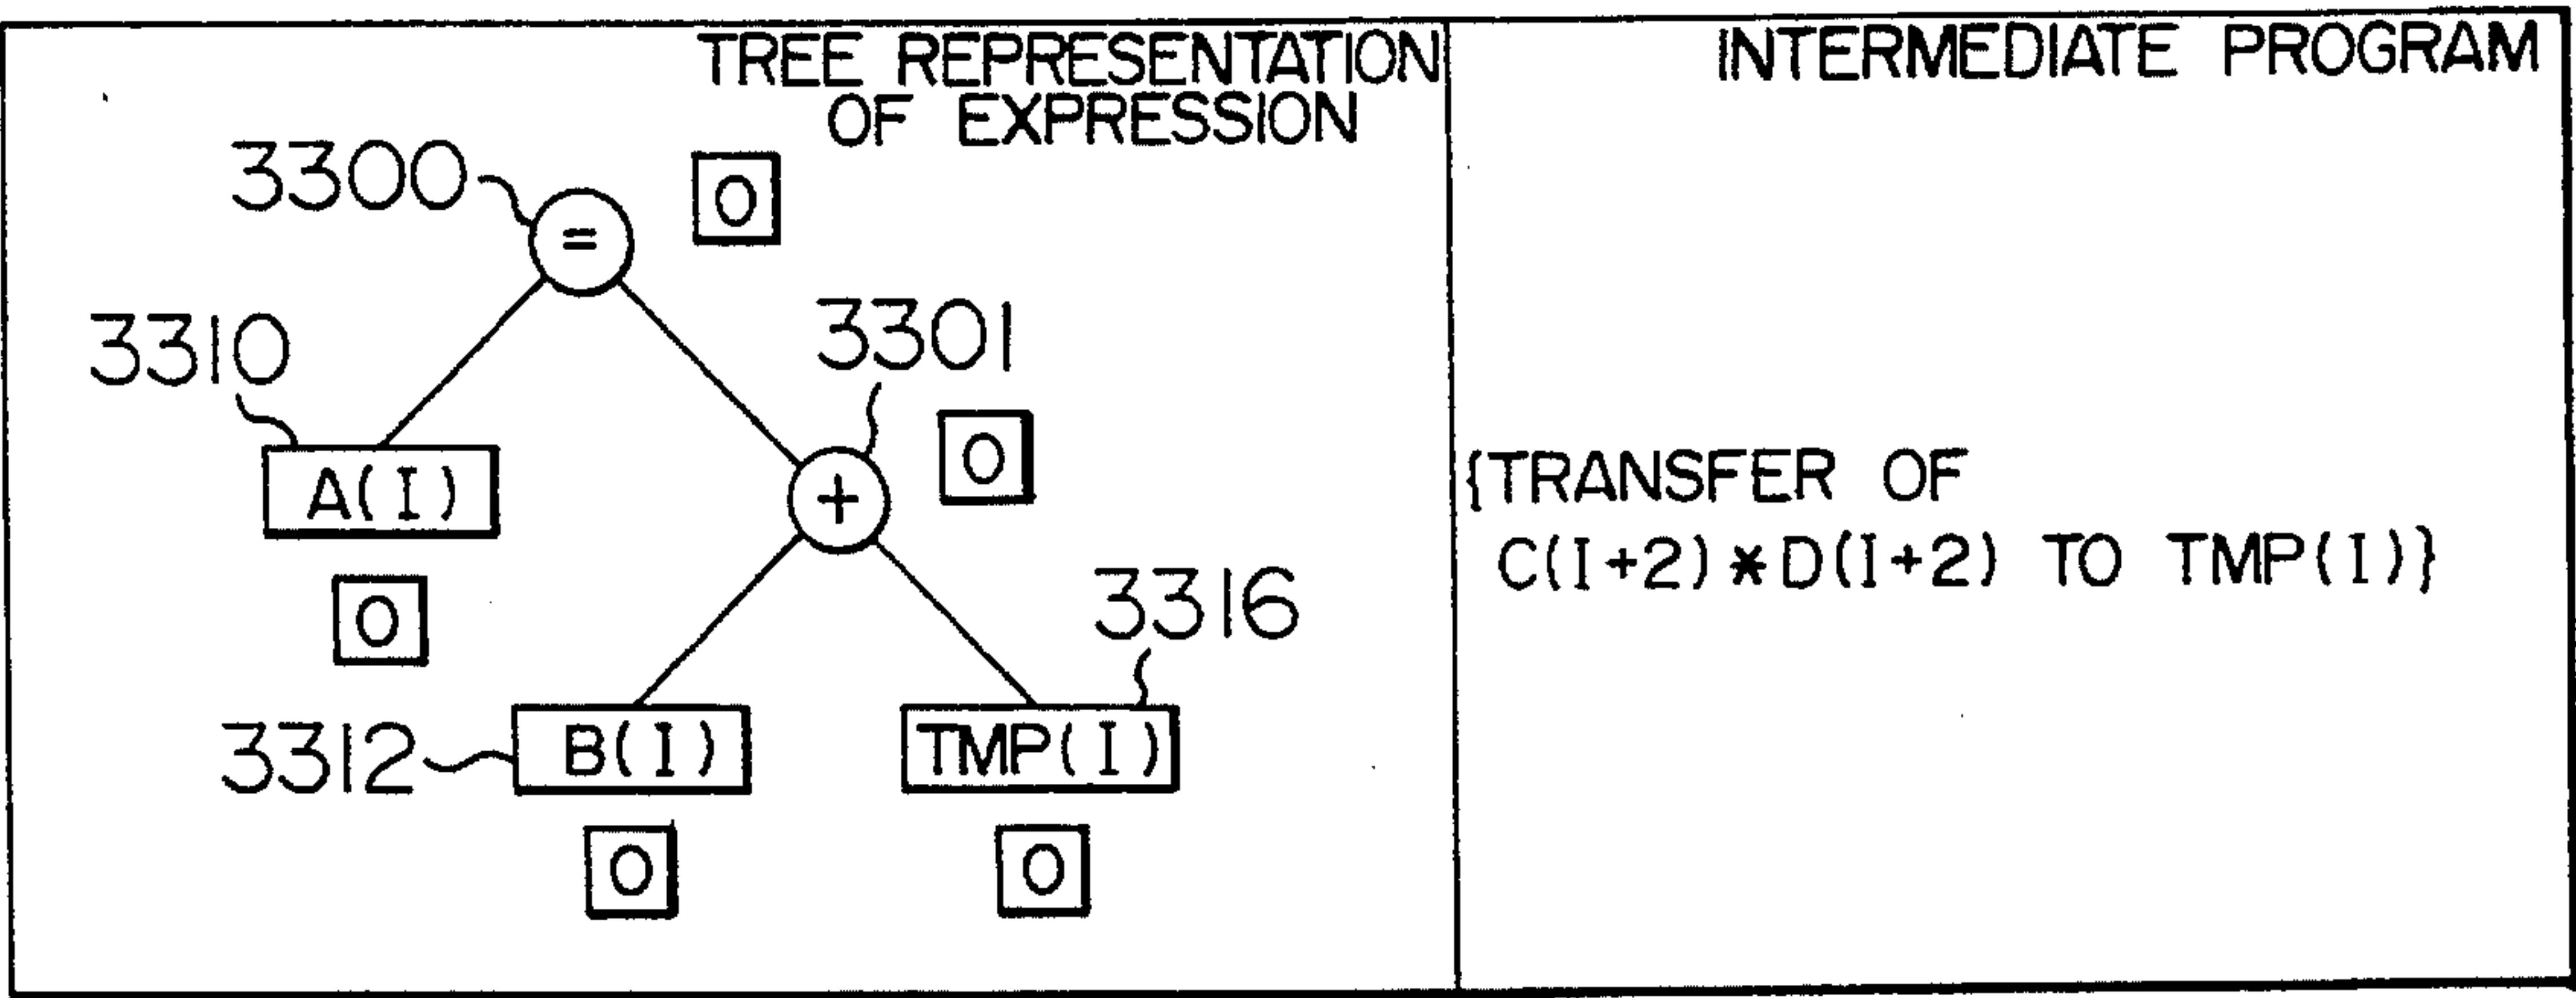 TREE REPRESENTATION
OF EXPRESSION
INTERMEDIATE PROGRAM
3300
0
=
3310
3301
A(I)
0
+
0
3316
3312
B(I)
TMP(I)
0
0
{TRANSFER OF
C(I+2)*D(I+2) TO TMP(I)}